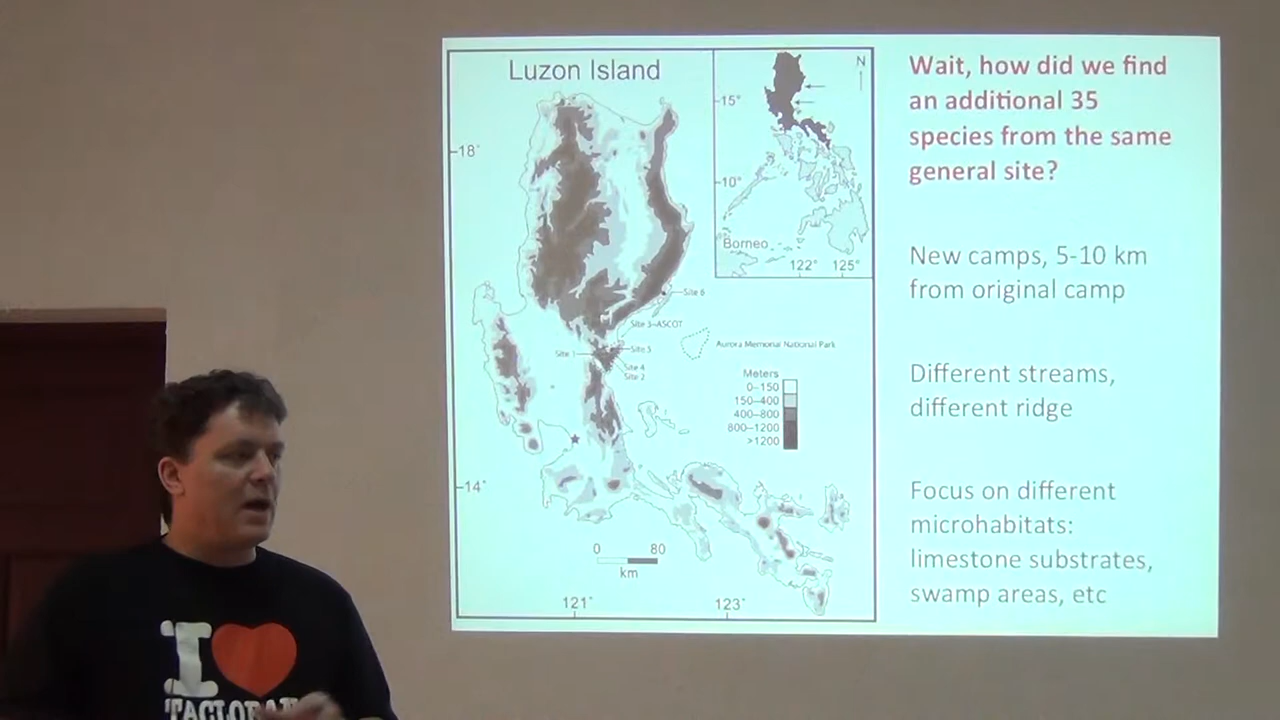 Luzon Island
N
15°
18°
10°
Borneo
122° 125°
Site 6
Site 3-ASCOT
Site 1
Site 5
Site 4
Site 2
Aurora Memorial National Park
Meters
0-150
150-400
400-800
800-1200
>1200
14°
0 80
km
121° 123°
Wait, how did we find
an additional 35
species from the same
general site?
New camps, 5-10 km
from original camp
Different streams,
different ridge
Focus on different
microhabitats:
limestone substrates,
swamp areas, etc
I